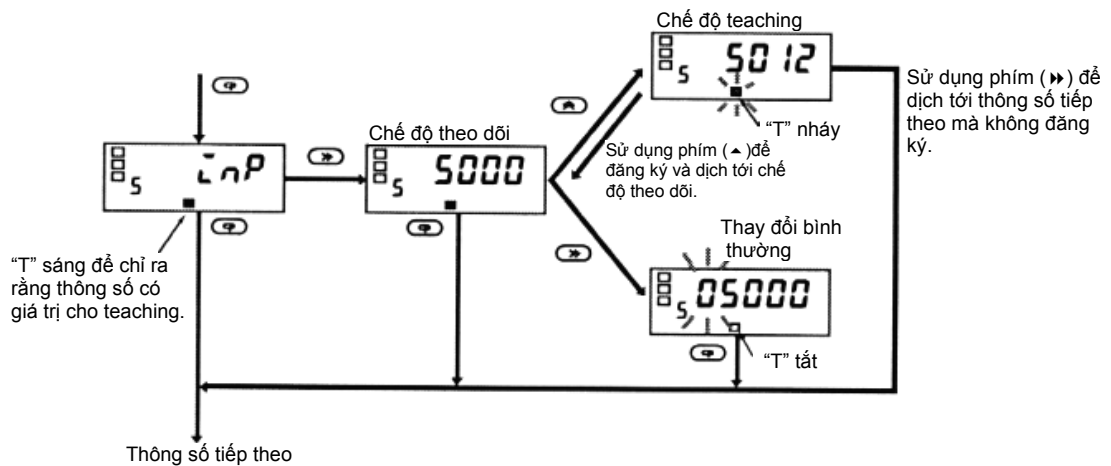 Chế độ teaching
S 5012
Sử dụng phím ( ) để
dịch tới thông số tiếp
theo mà không đăng
ký.
“T” nháy
Chế độ theo dõi
Sử dụng phím ( )để
đăng ký và dịch tới chế
độ theo dõi.
S inP
S 5000
Thay đổi bình
thường
“T” sáng để chỉ ra
rằng thông số có
giá trị cho teaching.
S 05000
“T” tắt
Thông số tiếp theo